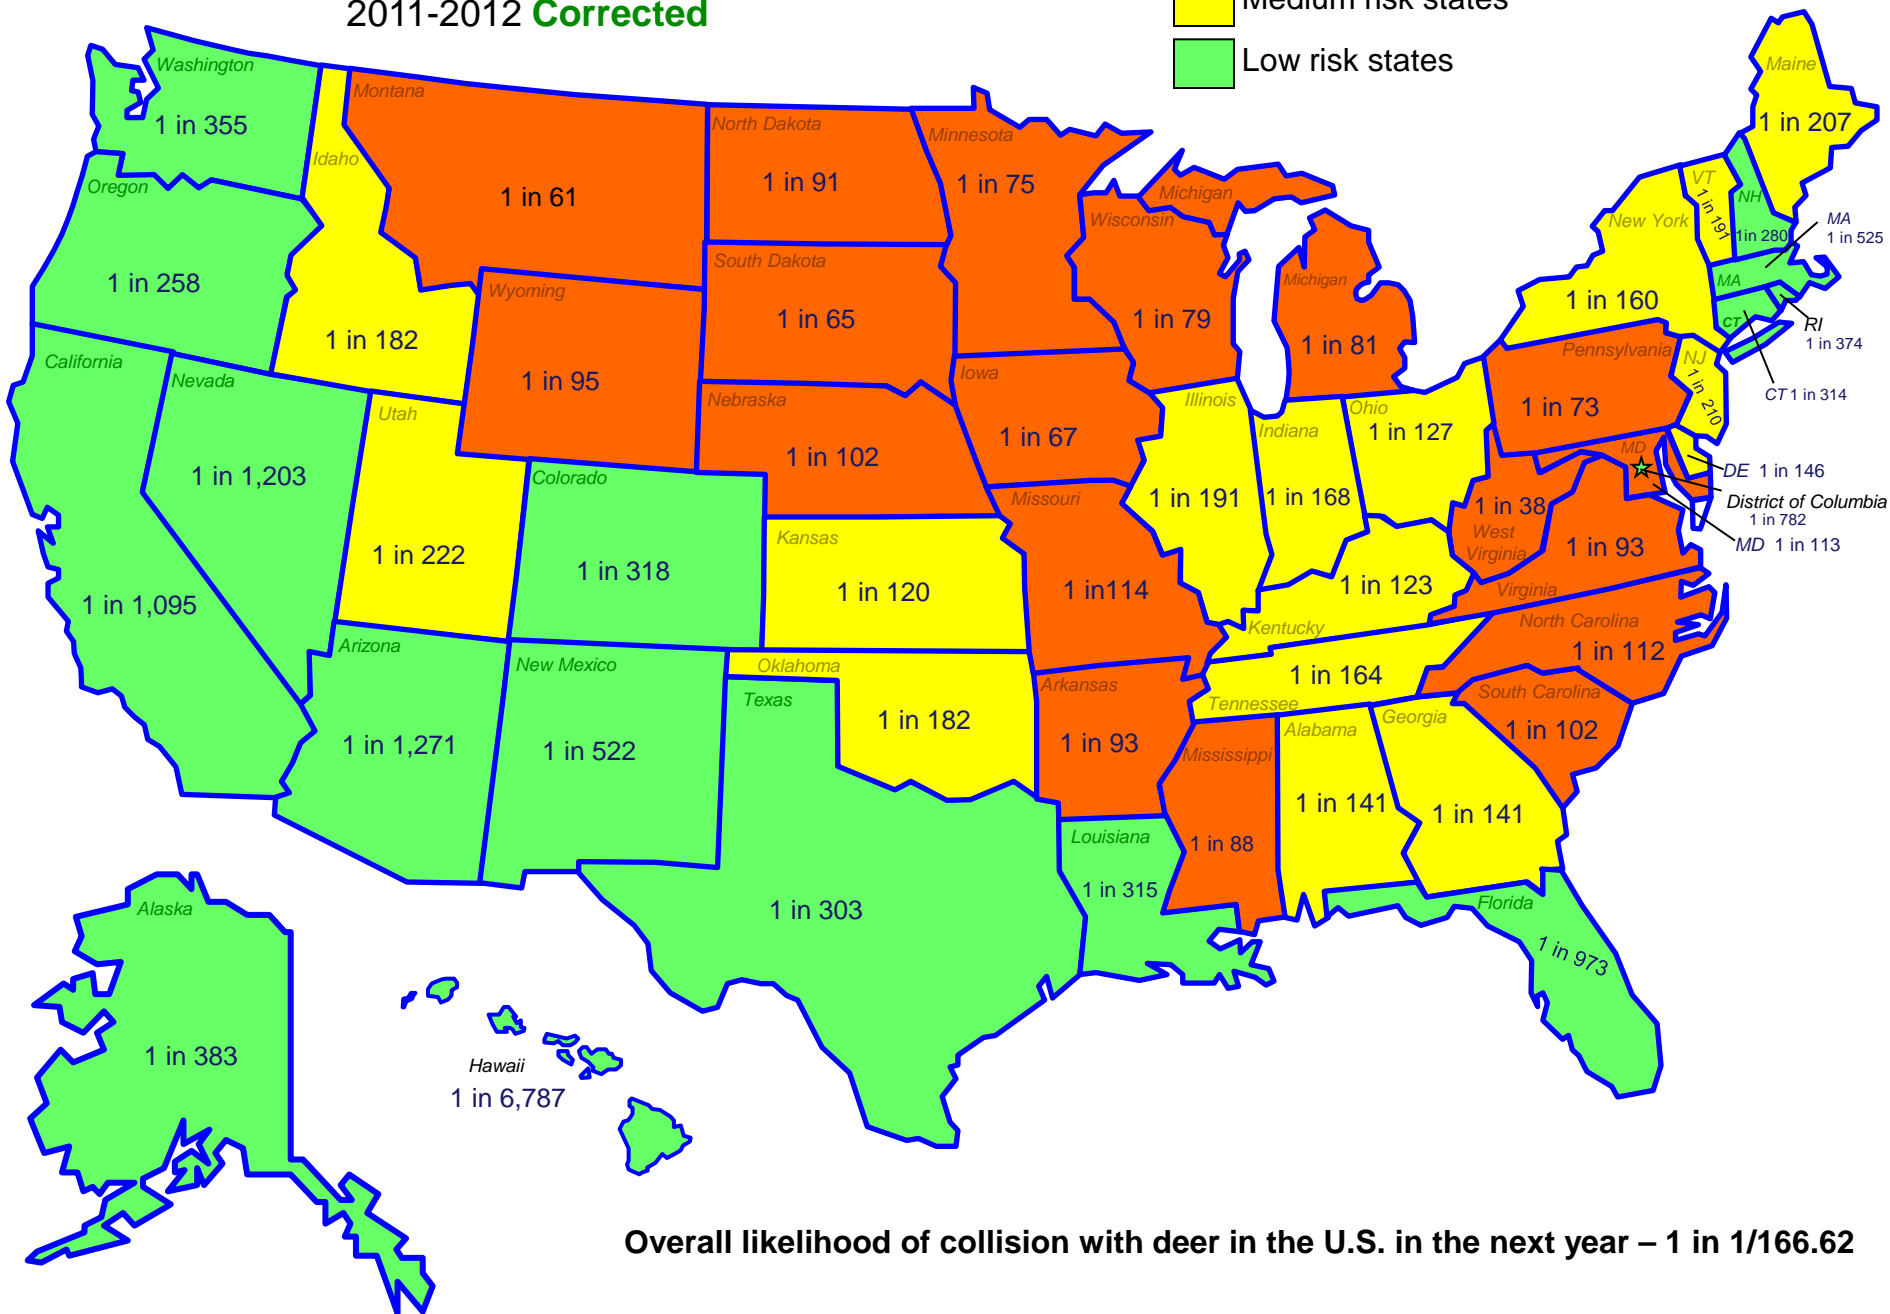 2011-2012 Corrected
Medium risk states
Low risk states
Washington
1 in 355
Oregon
1 in 258
California
1 in 1,095
Nevada
1 in 1,203
Idaho
1 in 182
Montana
1 in 61
Wyoming
1 in 95
Utah
1 in 222
Arizona
1 in 1,271
Colorado
1 in 318
New Mexico
1 in 522
North Dakota
1 in 91
South Dakota
1 in 65
Nebraska
1 in 102
Kansas
1 in 120
Oklahoma
1 in 182
Texas
1 in 303
Minnesota
1 in 75
Iowa
1 in 67
Missouri
1 in114
Arkansas
1 in 93
Louisiana
1 in 315
Wisconsin
1 in 79
Michigan
Michigan
1 in 81
Illinois
1 in 191
Indiana
1 in 168
Ohio
1 in 127
Kentucky
1 in 123
Tennessee
1 in 164
Mississippi
1 in 88
Alabama
1 in 141
Georgia
1 in 141
Florida
1 in 973
South Carolina
1 in 102
North Carolina
1 in 112
Virginia
1 in 93
West
Virginia
1 in 38
Pennsylvania
1 in 73
New York
1 in 160
VT
1 in 191
NH
1in 280
Maine
1 in 207
MA
MA
1 in 525
RI
1 in 374
CT
CT 1 in 314
NJ
1 in 210
DE 1 in 146
District of Columbia
1 in 782
MD
MD 1 in 113
Alaska
1 in 383
Hawaii
1 in 6,787
Overall likelihood of collision with deer in the U.S. in the next year – 1 in 1/166.62